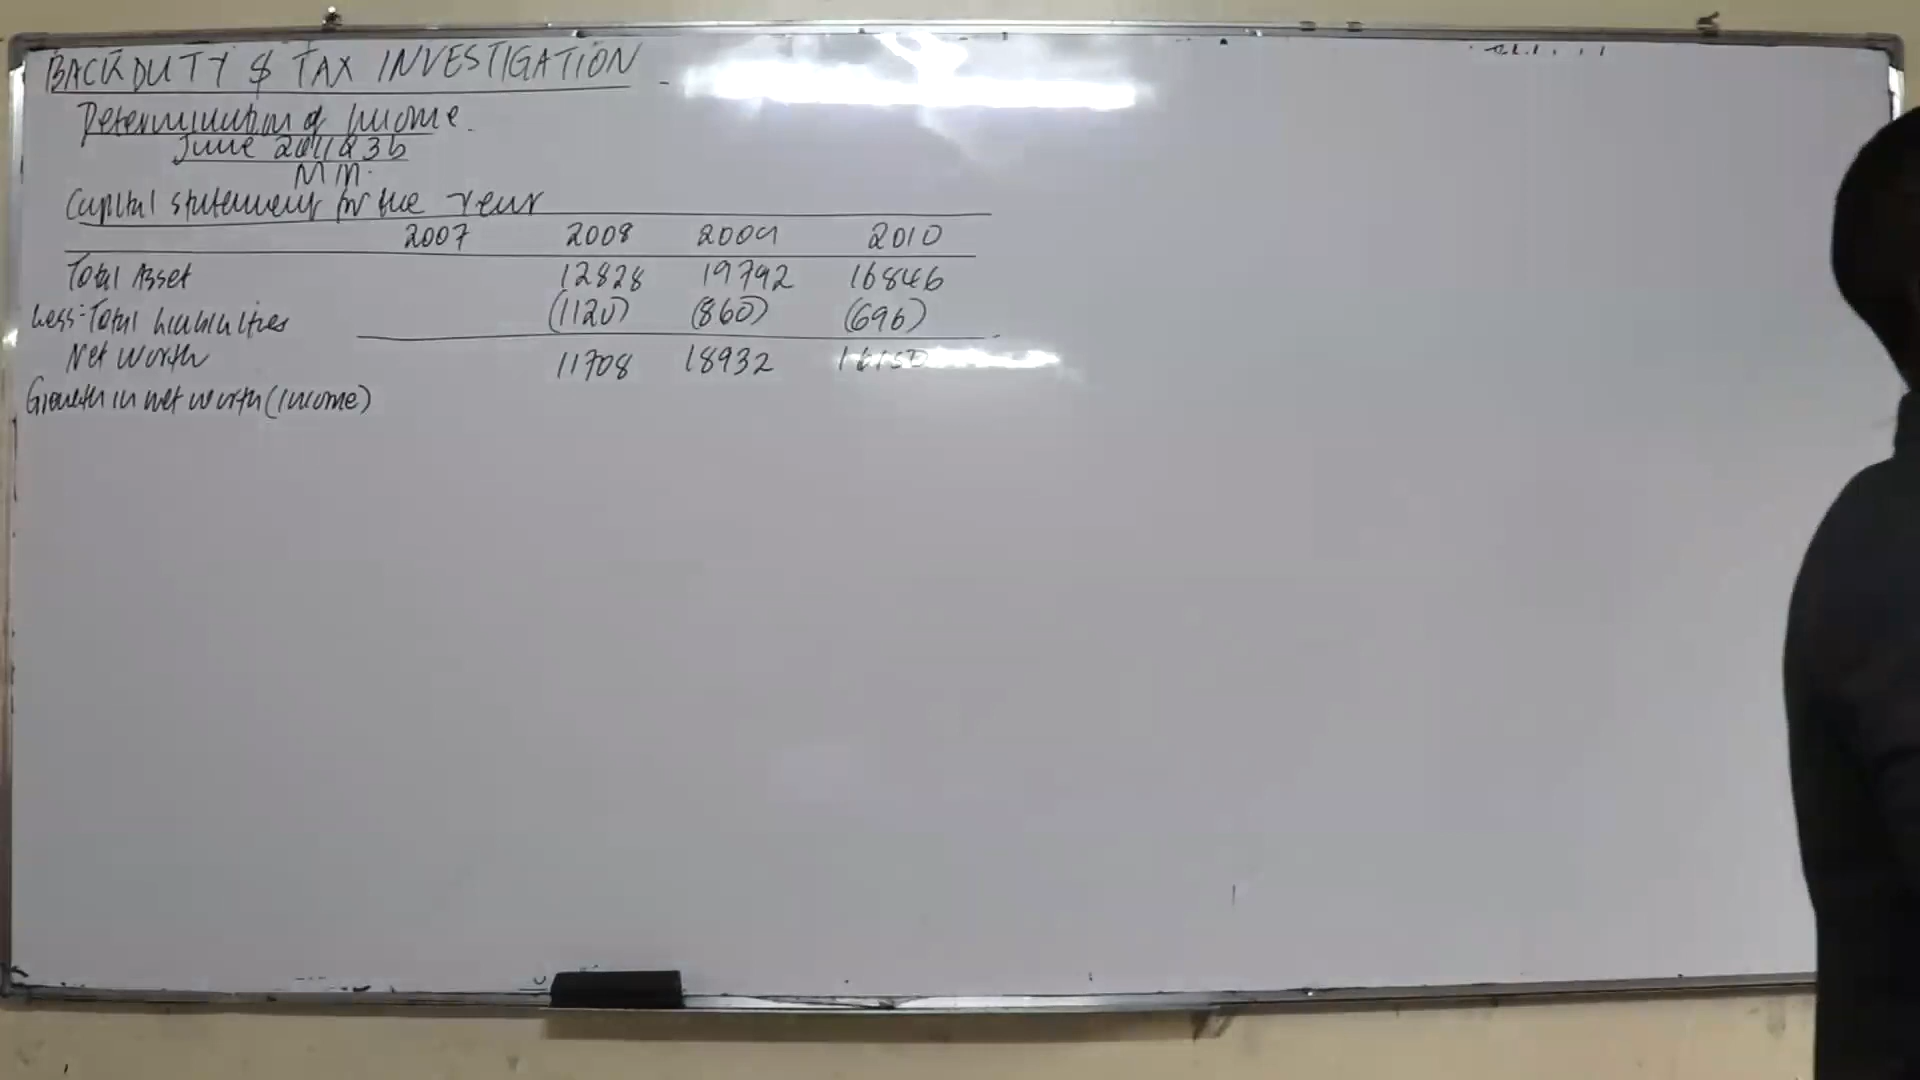 BACK DUTY & TAX INVESTIGATION
Determination of Income.
June 2011 Q3b
M M.
Capital statement for the Year
2007 2008 2009 2010
Total Asset 12828 19792 16846
Less:-Total Liabilities (1120) (860) (696)
Net Worth 11708 18932 16150
Growth in net worth (income)